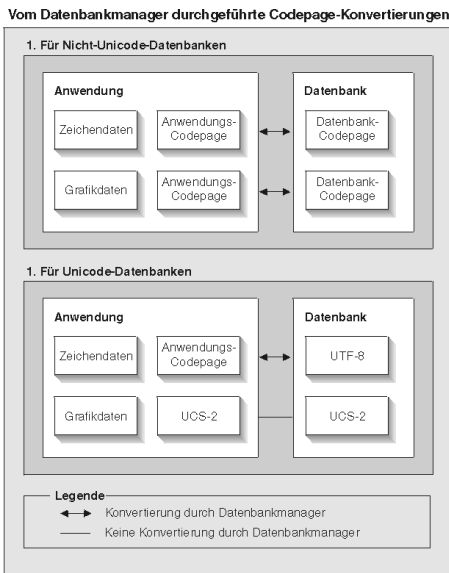 Vom Datenbankmanager durchgeführte Codepage-Konvertierungen
1. Für Nicht-Unicode-Datenbanken
Anwendung
Datenbank
Zeichendaten
Anwendungs-
Codepage
Datenbank-
Codepage
Grafikdaten
Anwendungs-
Codepage
Datenbank-
Codepage
1. Für Unicode-Datenbanken
Anwendung
Datenbank
Zeichendaten
Anwendungs-
Codepage
UTF-8
Grafikdaten
UCS-2
UCS-2
Legende
Konvertierung durch Datenbankmanager
Keine Konvertierung durch Datenbankmanager